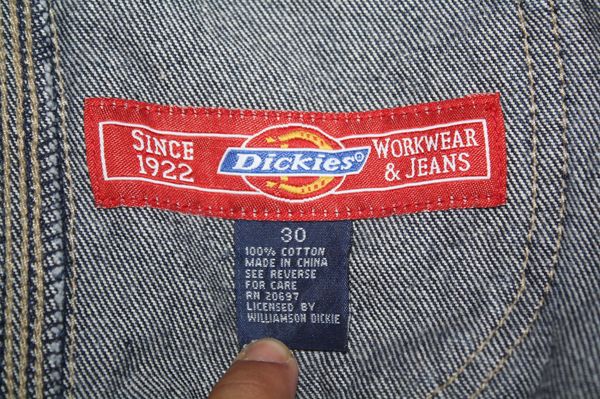 SINCE
1922
Dickies®
WORKWEAR
& JEANS
30
100% COTTON
MADE IN CHINA
SEE REVERSE
FOR CARE
RN 20697
LICENSED BY
WILLIAMSON DICKIE